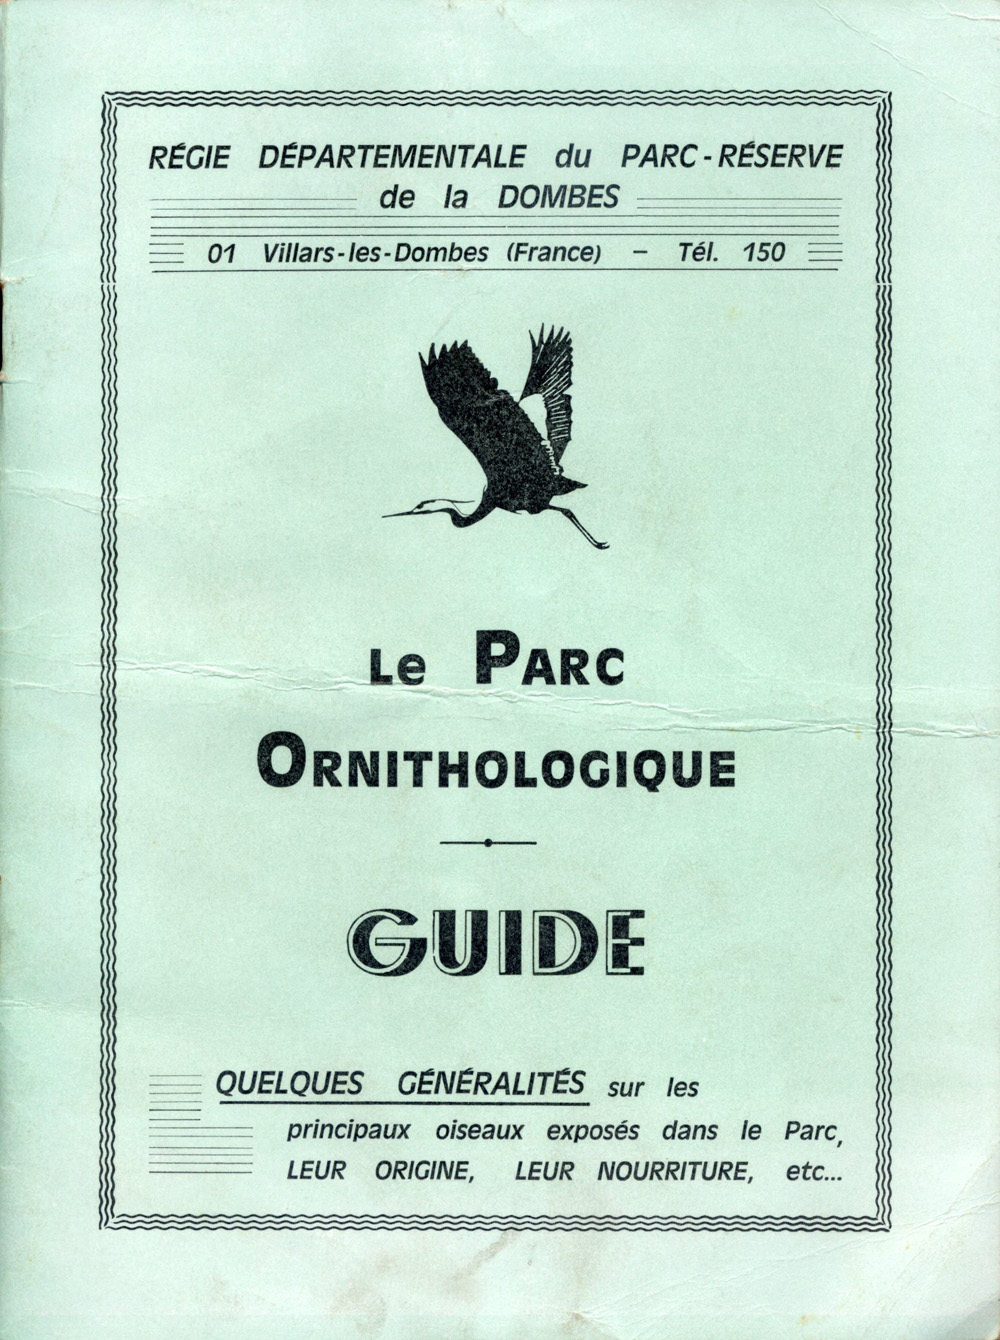 RÉGIE DÉPARTEMENTALE du PARC-RÉSERVE
de la DOMBES
01 Villars-les-Dombes (France) – Tél. 150
Le Parc
Ornithologique
GUIDE
QUELQUES GÉNÉRALITÉS sur les
principaux oiseaux exposés dans le Parc,
LEUR ORIGINE, LEUR NOURRITURE, etc...